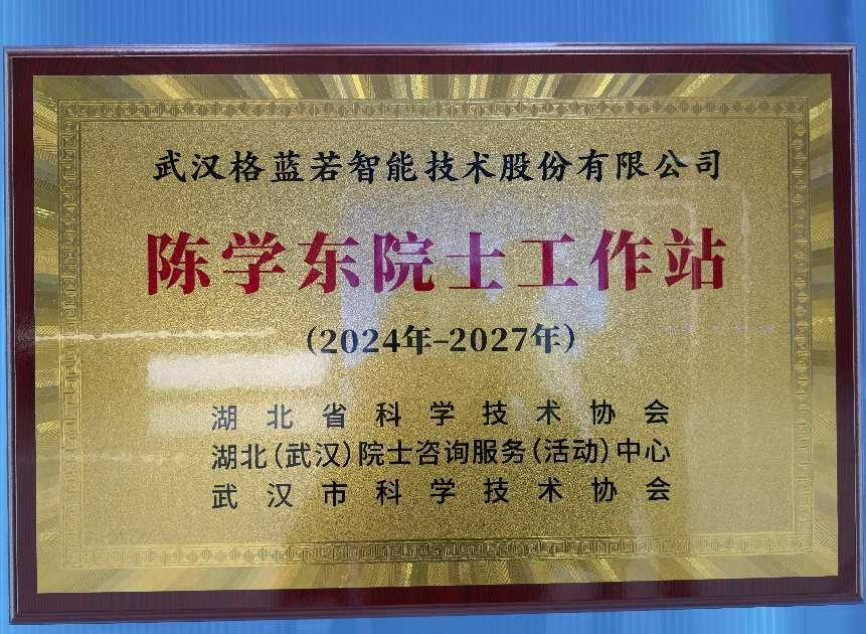 武汉格蓝若智能技术股份有限公司
陈学东院士工作站
(2024年-2027年)
湖北省科学技术协会
湖北(武汉)院士咨询服务(活动)中心
武汉市科学技术协会